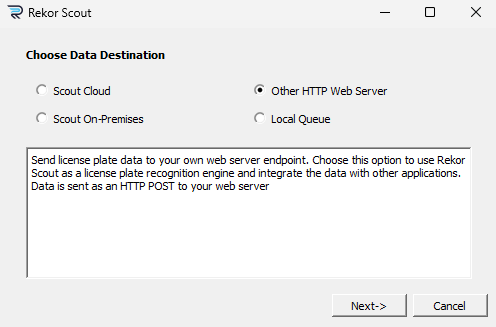 Rekor Scout
Choose Data Destination
Scout Cloud
Other HTTP Web Server
Scout On-Premises
Local Queue
Send license plate data to your own web server endpoint. Choose this option to use Rekor
Scout as a license plate recognition engine and integrate the data with other applications.
Data is sent as an HTTP POST to your web server
Next->
Cancel